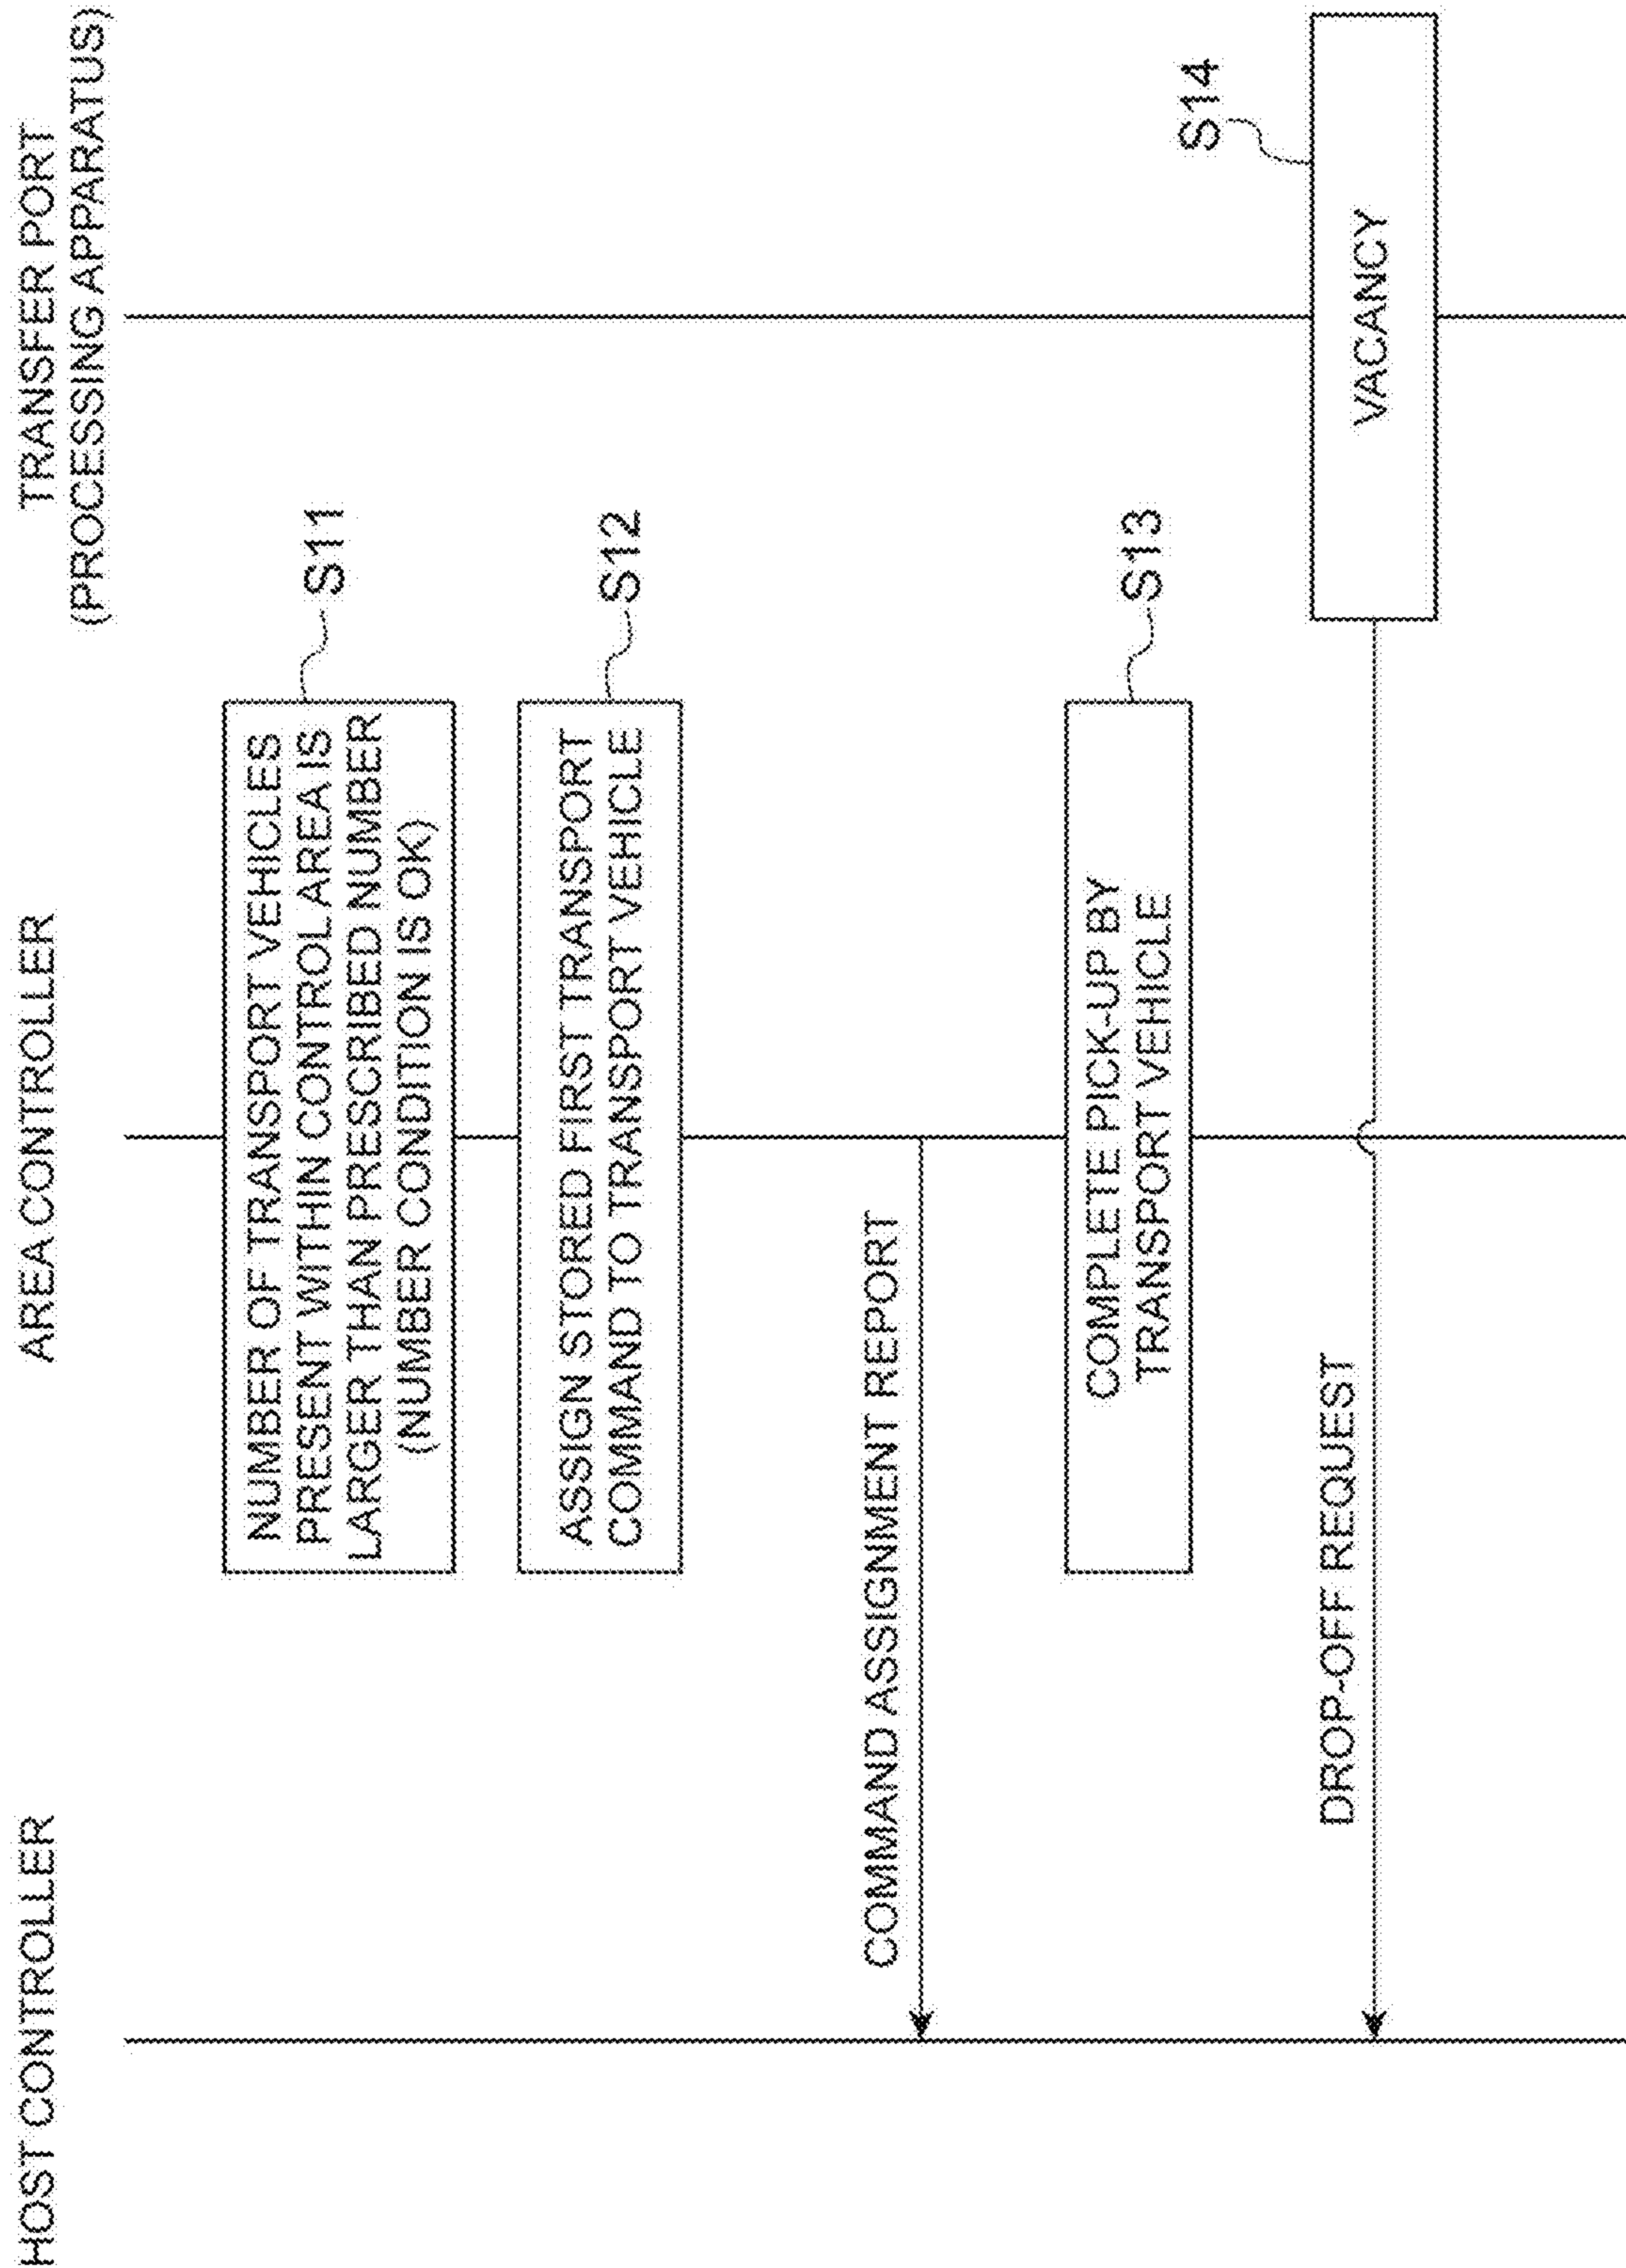 HOST CONTROLLER
AREA CONTROLLER
TRANSFER PORT
(PROCESSING APPARATUS)
NUMBER OF TRANSPORT VEHICLES
PRESENT WITHIN CONTROL AREA IS
LARGER THAN PRESCRIBED NUMBER
(NUMBER CONDITION IS OK)
S11
ASSIGN STORED FIRST TRANSPORT
COMMAND TO TRANSPORT VEHICLE
S12
COMMAND ASSIGNMENT REPORT
COMPLETE PICK-UP BY
TRANSPORT VEHICLE
S13
S14
VACANCY
DROP-OFF REQUEST